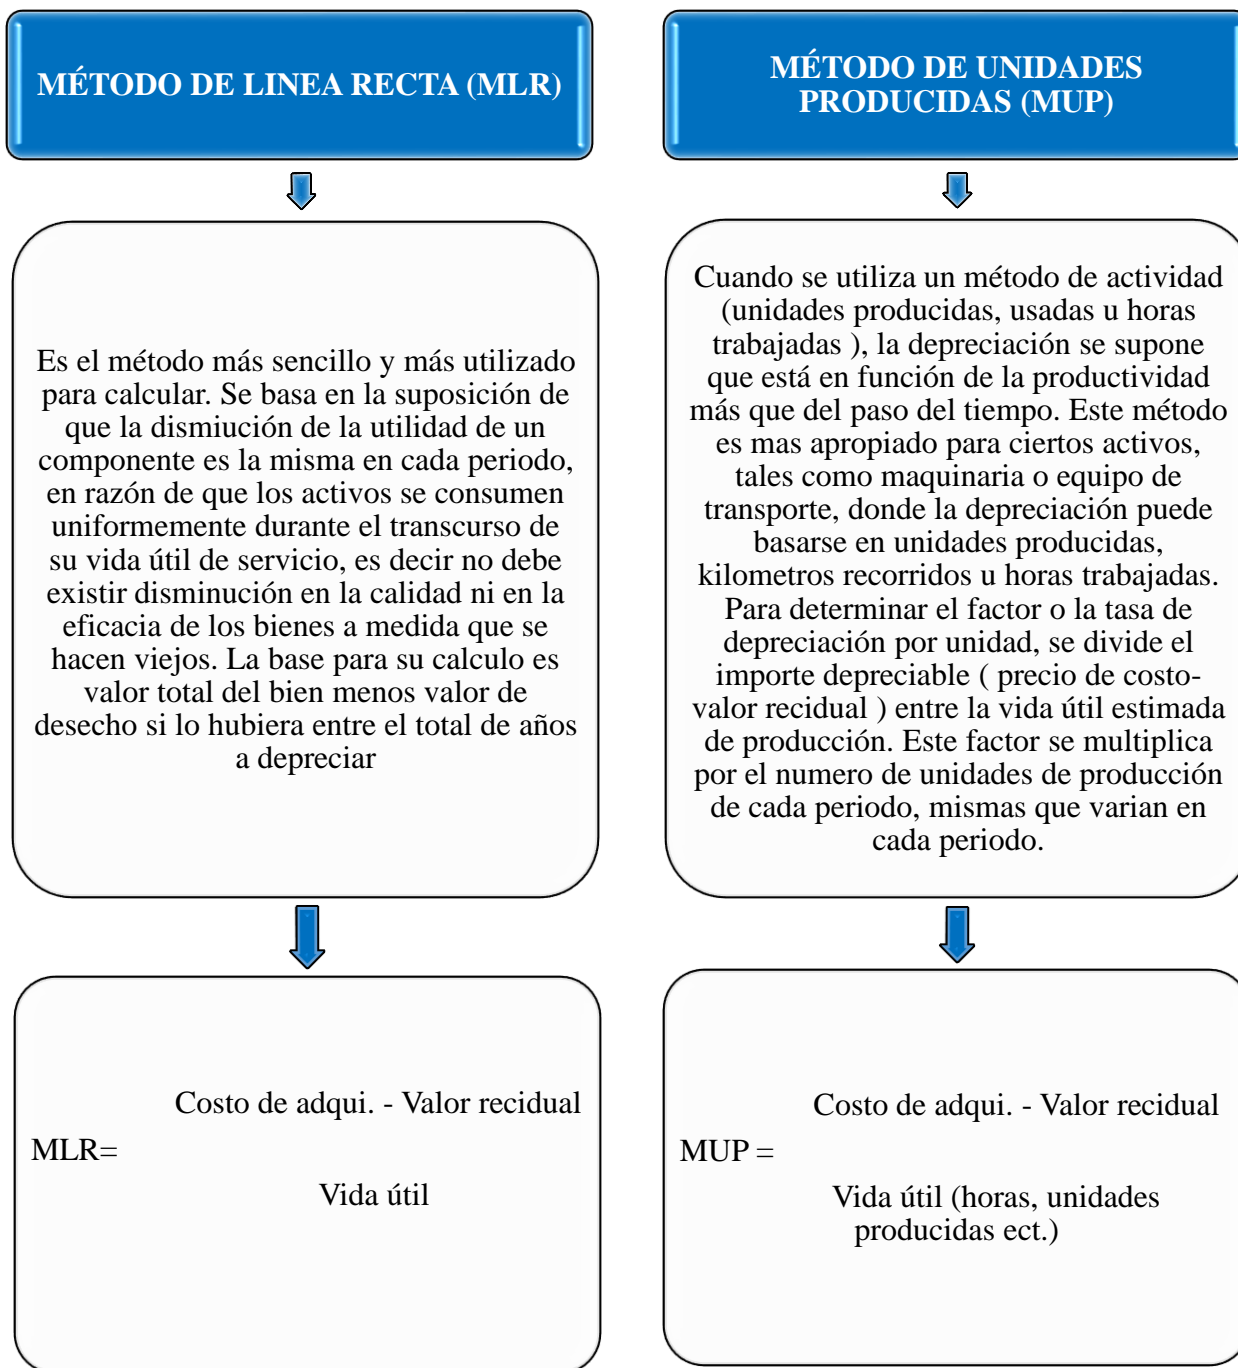 MÉTODO DE LINEA RECTA (MLR)
Es el método más sencillo y más utilizado
para calcular. Se basa en la suposición de
que la dismiución de la utilidad de un
componente es la misma en cada periodo,
en razón de que los activos se consumen
uniformemente durante el transcurso de
su vida útil de servicio, es decir no debe
existir disminución en la calidad ni en la
eficacia de los bienes a medida que se
hacen viejos. La base para su calculo es
valor total del bien menos valor de
desecho si lo hubiera entre el total de años
a depreciar
Costo de adqui. - Valor recidual
MLR=
Vida útil
MÉTODO DE UNIDADES
PRODUCIDAS (MUP)
Cuando se utiliza un método de actividad
(unidades producidas, usadas u horas
trabajadas ), la depreciación se supone
que está en función de la productividad
más que del paso del tiempo. Este método
es mas apropiado para ciertos activos,
tales como maquinaria o equipo de
transporte, donde la depreciación puede
basarse en unidades producidas,
kilometros recorridos u horas trabajadas.
Para determinar el factor o la tasa de
depreciación por unidad, se divide el
importe depreciable ( precio de costo-
valor recidual ) entre la vida útil estimada
de producción. Este factor se multiplica
por el numero de unidades de producción
de cada periodo, mismas que varian en
cada periodo.
Costo de adqui. - Valor recidual
MUP =
Vida útil (horas, unidades
producidas ect.)